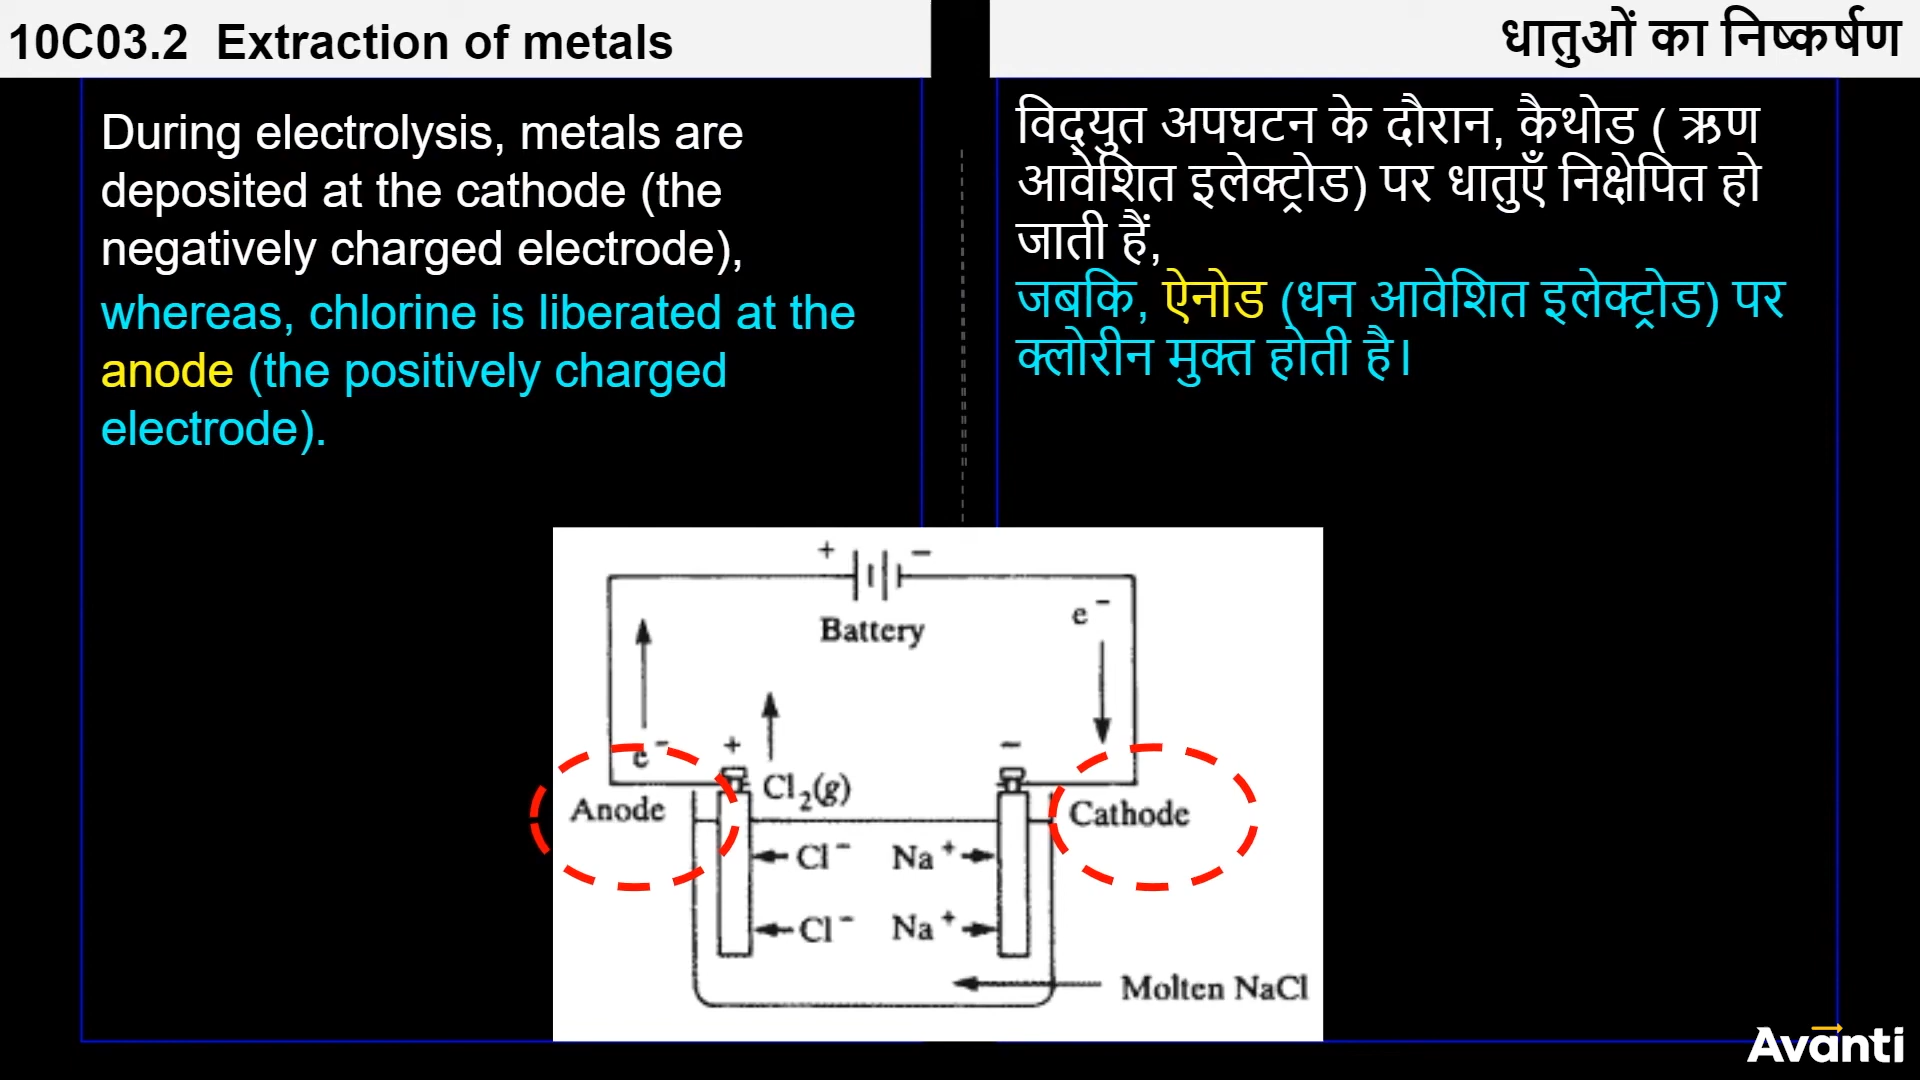 10C03.2 Extraction of metals
धातुओं का निष्कर्षण
During electrolysis, metals are
deposited at the cathode (the
negatively charged electrode),
whereas, chlorine is liberated at the
anode (the positively charged
electrode).
विद्युत अपघटन के दौरान, कैथोड ( ऋण
आवेशित इलेक्ट्रोड) पर धातुएँ निक्षेपित हो
जाती हैं,
जबकि, ऐनोड (धन आवेशित इलेक्ट्रोड) पर
क्लोरीन मुक्त होती है।
+ −
Battery
e⁻
e⁻
+ −
Cl₂(g)
Anode
Cathode
Cl⁻ Na⁺
Cl⁻ Na⁺
Molten NaCl
Avanti